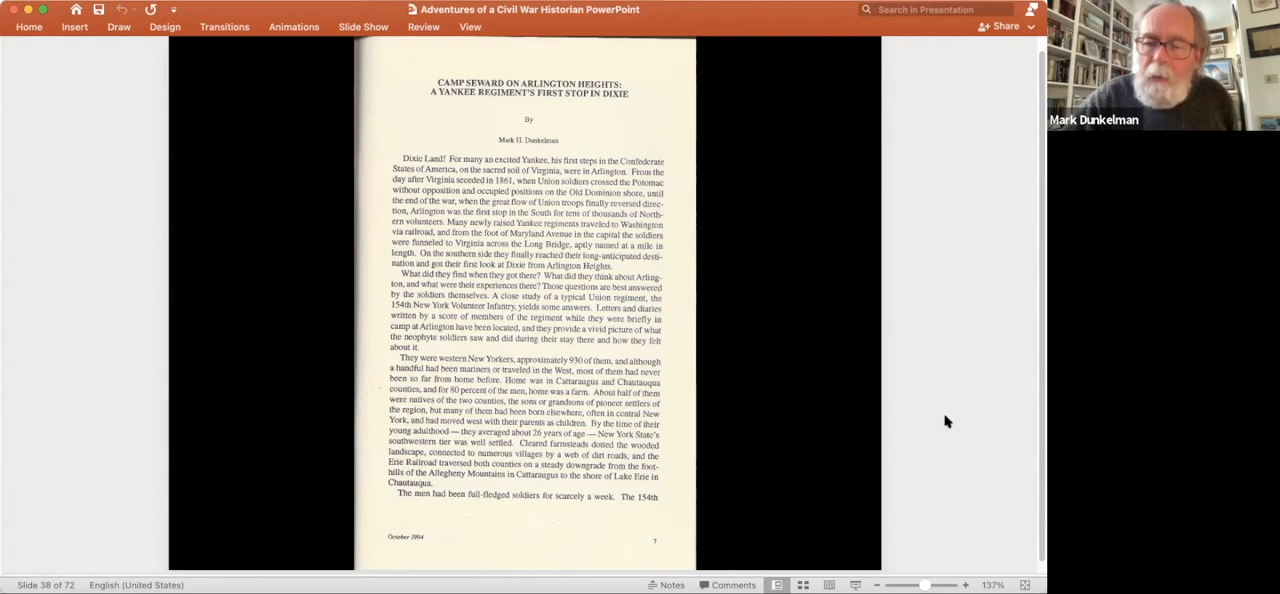 Adventures of a Civil War Historian PowerPoint
Search in Presentation
Home Insert Draw Design Transitions Animations Slide Show Review View
Share
CAMP SEWARD ON ARLINGTON HEIGHTS:
A YANKEE REGIMENT'S FIRST STOP IN DIXIE
By
Mark H. Dunkelman
Dixie Land! For many an excited Yankee, his first steps in the Confederate
States of America, on the sacred soil of Virginia, were in Arlington. From the
day after Virginia seceded in 1861, when Union soldiers crossed the Potomac
without opposition and occupied positions on the Old Dominion shore, until
the end of the war, when the great flow of Union troops finally reversed direc-
tion, Arlington was the first stop in the South for tens of thousands of North-
ern volunteers. Many newly raised Yankee regiments traveled to Washington
via railroad, and from the foot of Maryland Avenue in the capital the soldiers
were funneled to Virginia across the Long Bridge, aptly named at a mile in
length. On the southern side they finally reached their long-anticipated desti-
nation and got their first look at Dixie from Arlington Heights.
What did they find when they got there? What did they think about Arling-
ton, and what were their experiences there? Those questions are best answered
by the soldiers themselves. A close study of a typical Union regiment, the
154th New York Volunteer Infantry, yields some answers. Letters and diaries
written by a score of members of the regiment while they were briefly in
camp at Arlington have been located, and they provide a vivid picture of what
the neophyte soldiers saw and did during their stay there and how they felt
about it.
They were western New Yorkers, approximately 930 of them, and although
a handful had been mariners or traveled in the West, most of them had never
been so far from home before. Home was in Cattaraugus and Chautauqua
counties, and for 80 percent of the men, home was a farm. About half of them
were natives of the two counties, the sons or grandsons of pioneer settlers of
the region, but many of them had been born elsewhere, often in central New
York, and had moved west with their parents as children. By the time of their
young adulthood — they averaged about 26 years of age — New York State's
southwestern tier was well settled. Cleared farmsteads dotted the wooded
landscape, connected to numerous villages by a web of dirt roads, and the
Erie Railroad traversed both counties on a steady downgrade from the foot-
hills of the Allegheny Mountains in Cattaraugus to the shore of Lake Erie in
Chautauqua.
The men had been full-fledged soldiers for scarcely a week. The 154th
October 1994
7
Mark Dunkelman
Slide 38 of 72 English (United States) Notes Comments 137%